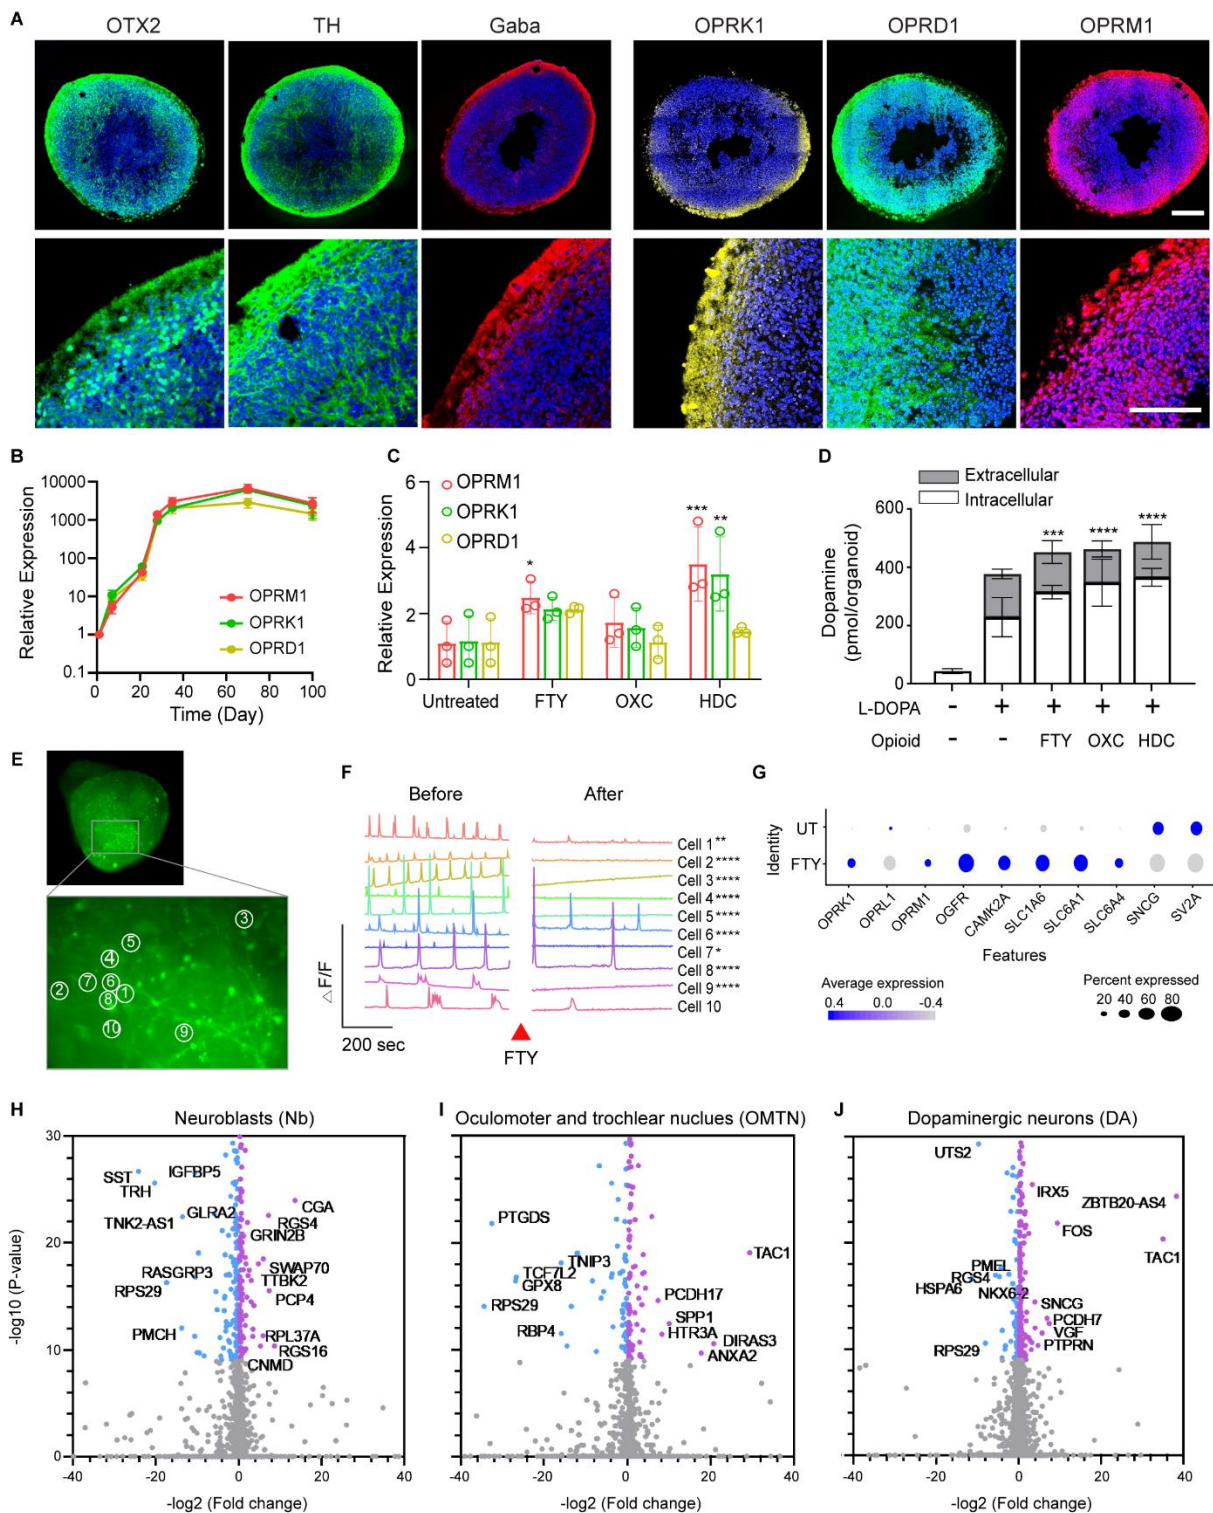 A
OTX2 TH Gaba OPRK1 OPRD1 OPRM1
B
Relative Expression
10000
1000
100
10
1
0.1
0 20 40 60 80 100
Time (Day)
OPRM1
OPRK1
OPRD1
C
Relative Expression
6
4
2
0
OPRM1
OPRK1
OPRD1
*
***
**
Untreated FTY OXC HDC
D
Extracellular
Intracellular
Dopamine
(pmol/organoid)
600
400
200
0
*** **** ****
L-DOPA - + + + +
Opioid - - FTY OXC HDC
E
3
5
4
7 6
2 8 1
10 9
F
Before After
Cell 1 **
Cell 2 ****
Cell 3 ****
Cell 4 ****
Cell 5 ****
Cell 6 ****
Cell 7 *
Cell 8 ****
Cell 9 ****
Cell 10
△F/F
200 sec
FTY
G
Identity
UT
FTY
OPRK1 OPRL1 OPRM1 OGFR CAMK2A SLC1A6 SLC6A1 SLC6A4 SNCG SV2A
Features
Average expression
0.4 0.0 -0.4
Percent expressed
20 40 60 80
H
Neuroblasts (Nb)
-log10 (P-value)
30
20
10
0
SST
TRH
IGFBP5
TNK2-AS1
GLRA2
CGA
RGS4
GRIN2B
RASGRP3
RPS29
SWAP70
TTBK2
PCP4
PMCH
RPL37A
RGS16
CNMD
-40 -20 0 20 40
-log2 (Fold change)
I
Oculomoter and trochlear nuclues (OMTN)
PTGDS
TNIP3
TCF7L2
GPX8
RPS29
RBP4
TAC1
PCDH17
SPP1
HTR3A
DIRAS3
ANXA2
-40 -20 0 20 40
-log2 (Fold change)
J
Dopaminergic neurons (DA)
UTS2
IRX5
ZBTB20-AS4
FOS
TAC1
PMEL
RGS4
HSPA6
NKX6-2
SNCG
PCDH7
VGF
PTPRN
RPS29
-40 -20 0 20 40
-log2 (Fold change)